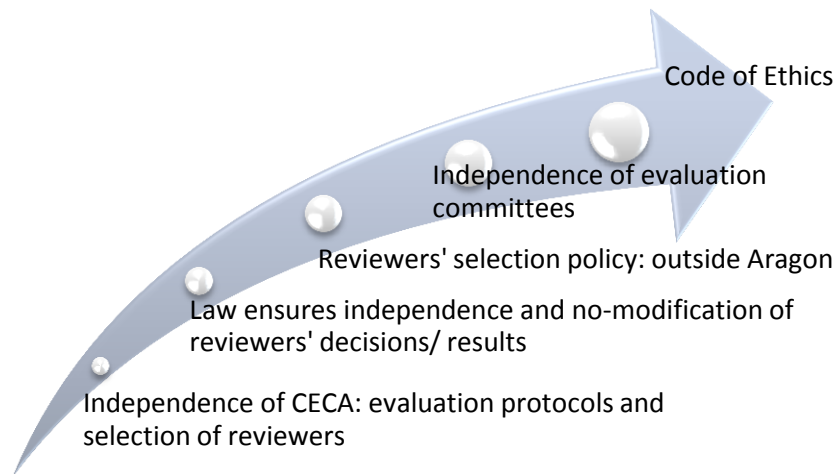 Code of Ethics
Independence of evaluation
committees
Reviewers' selection policy: outside Aragon
Law ensures independence and no-modification of
reviewers' decisions/ results
Independence of CECA: evaluation protocols and
selection of reviewers